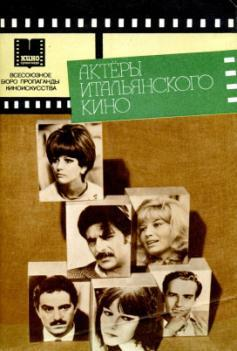 КИНО
ВСЕСОЮЗНОЕ
БЮРО ПРОПАГАНДЫ
КИНОИСКУССТВА
АКТЁРЫ
ИТАЛЬЯНСКОГО
КИНО